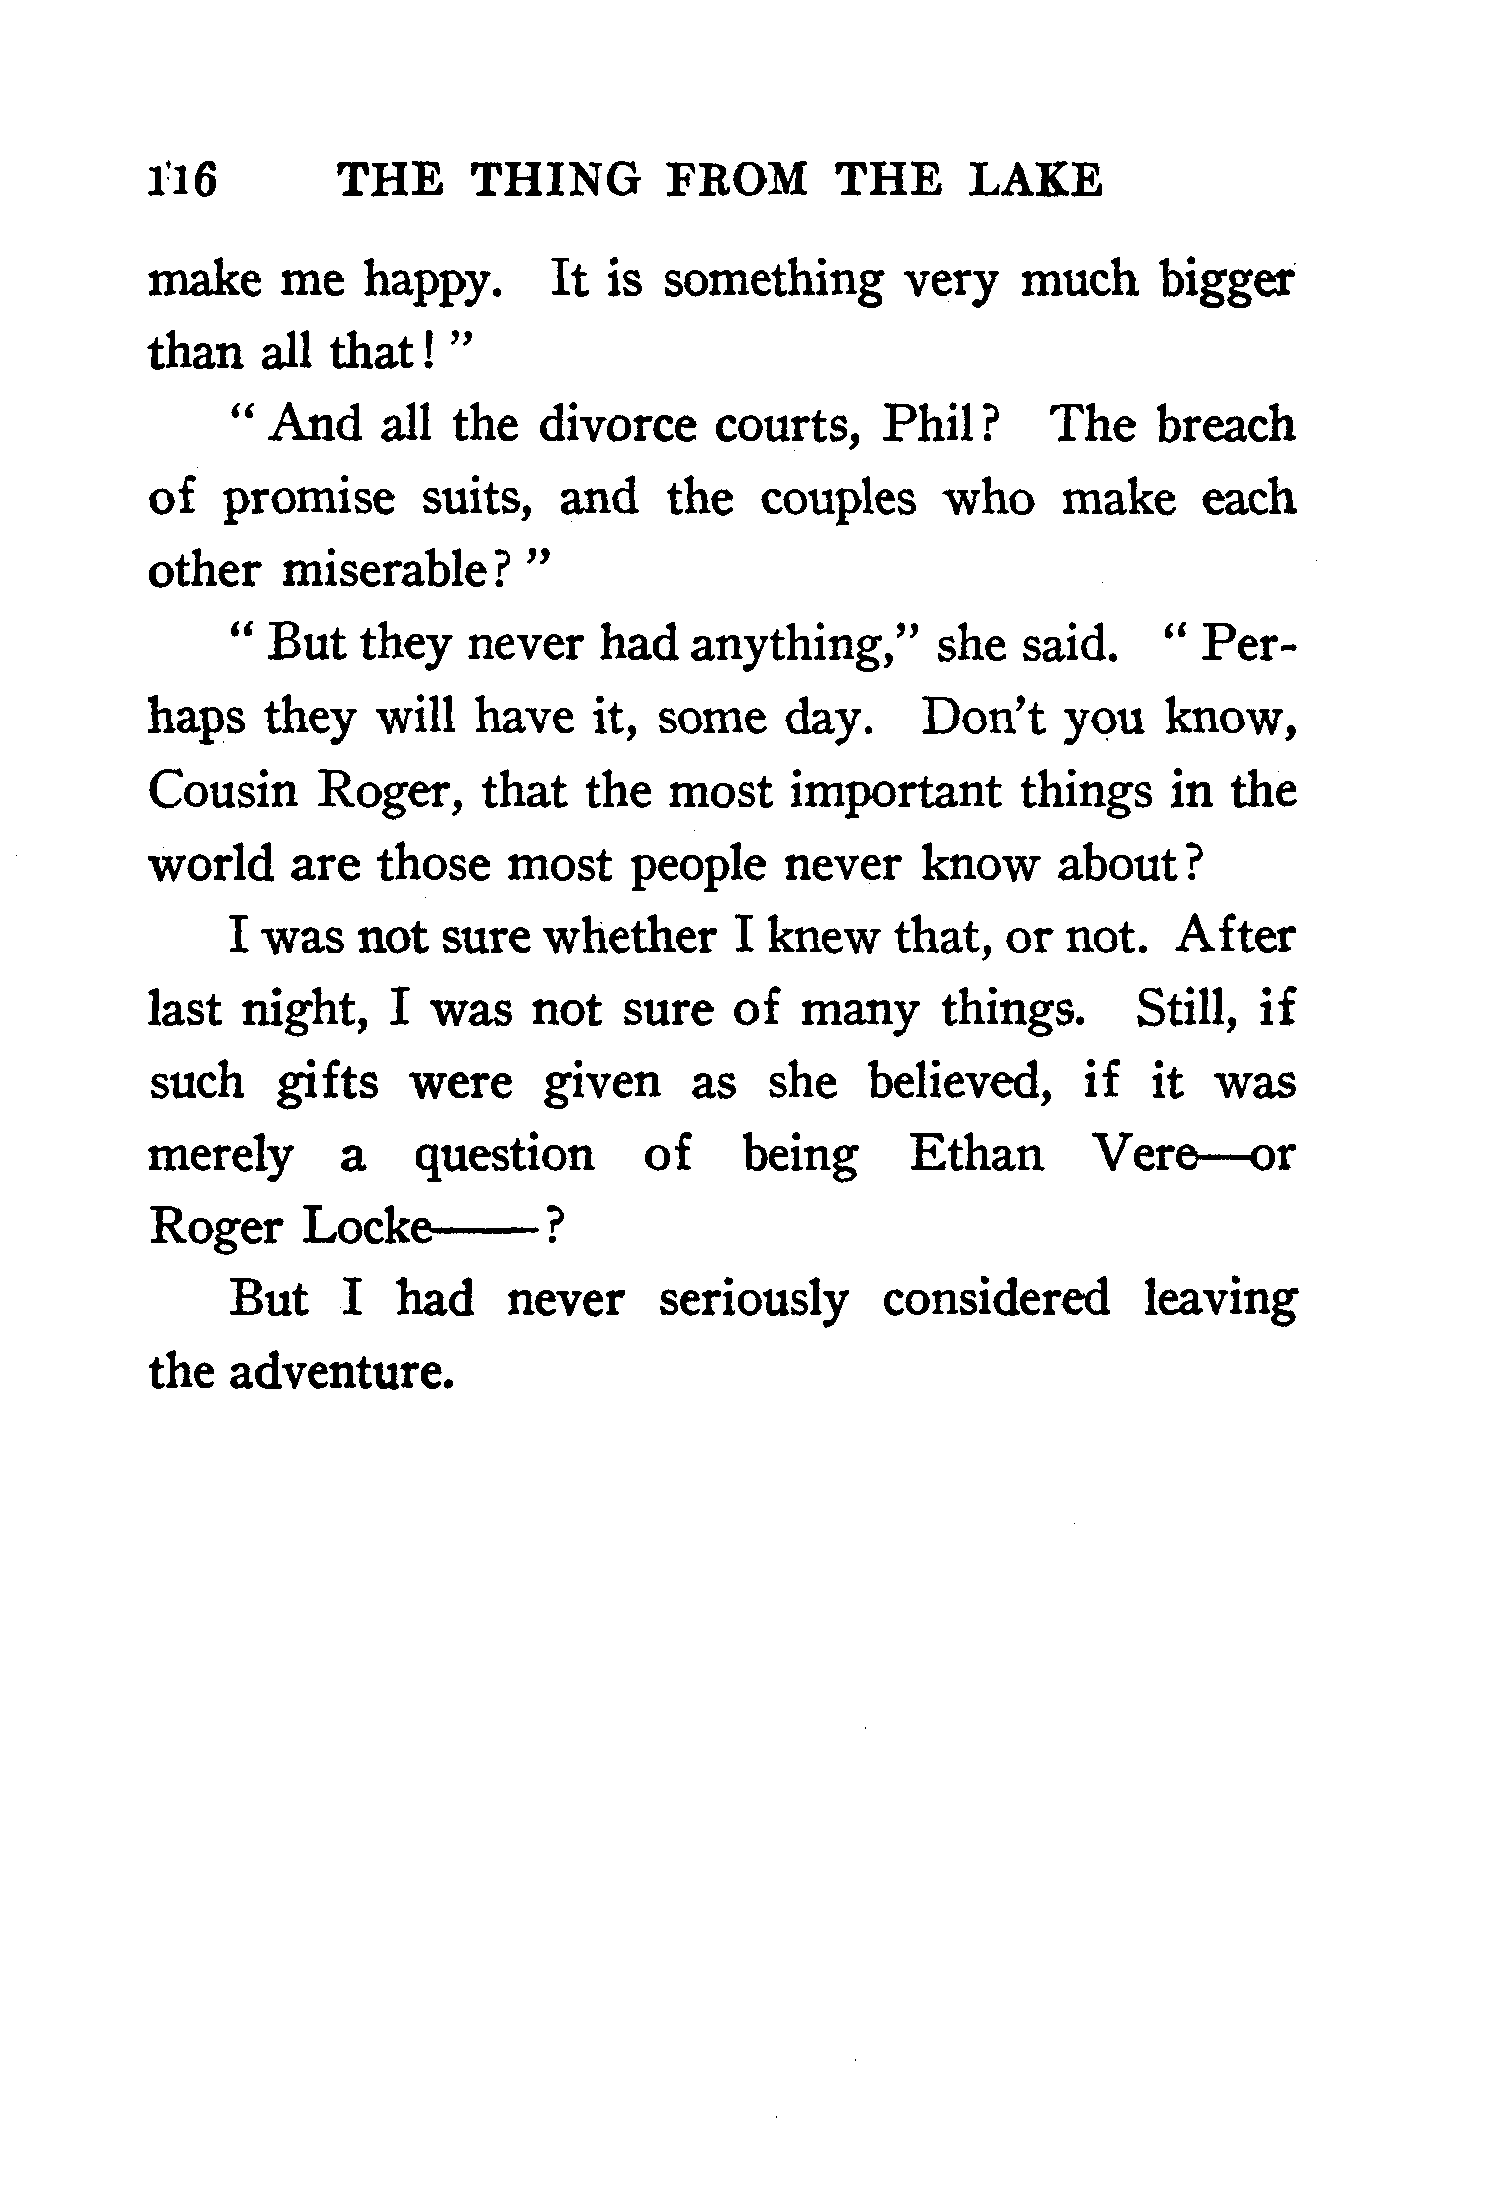 116 THE THING FROM THE LAKE
make me happy. It is something very much bigger
than all that! ”
“ And all the divorce courts, Phil? The breach
of promise suits, and the couples who make each
other miserable? ”
“ But they never had anything,” she said. “ Per-
haps they will have it, some day. Don’t you know,
Cousin Roger, that the most important things in the
world are those most people never know about?
I was not sure whether I knew that, or not. After
last night, I was not sure of many things. Still, if
such gifts were given as she believed, if it was
merely a question of being Ethan Vere—or
Roger Locke——?
But I had never seriously considered leaving
the adventure.